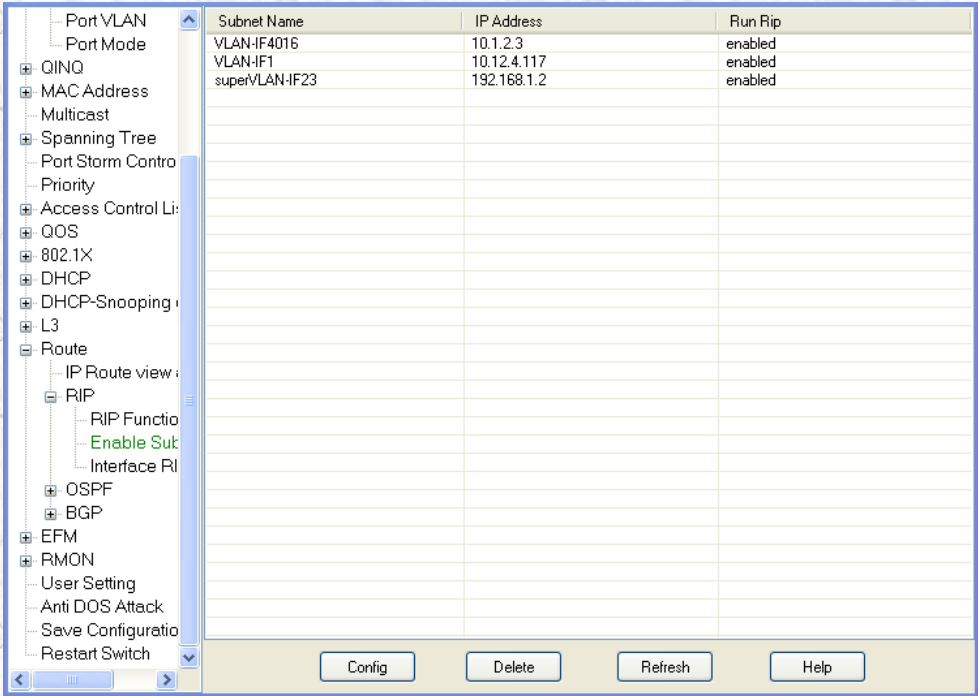 Port VLAN
Port Mode
QINQ
MAC Address
Multicast
Spanning Tree
Port Storm Contro
Priority
Access Control Li
QOS
802.1X
DHCP
DHCP-Snooping
L3
Route
IP Route view
RIP
RIP Functio
Enable Sub
Interface RI
OSPF
BGP
EFM
RMON
User Setting
Anti DOS Attack
Save Configuratio
Restart Switch
Subnet Name IP Address Run Rip
VLAN-IF4016 10.1.2.3 enabled
VLAN-IF1 10.12.4.117 enabled
superVLAN-IF23 192.168.1.2 enabled
Config Delete Refresh Help